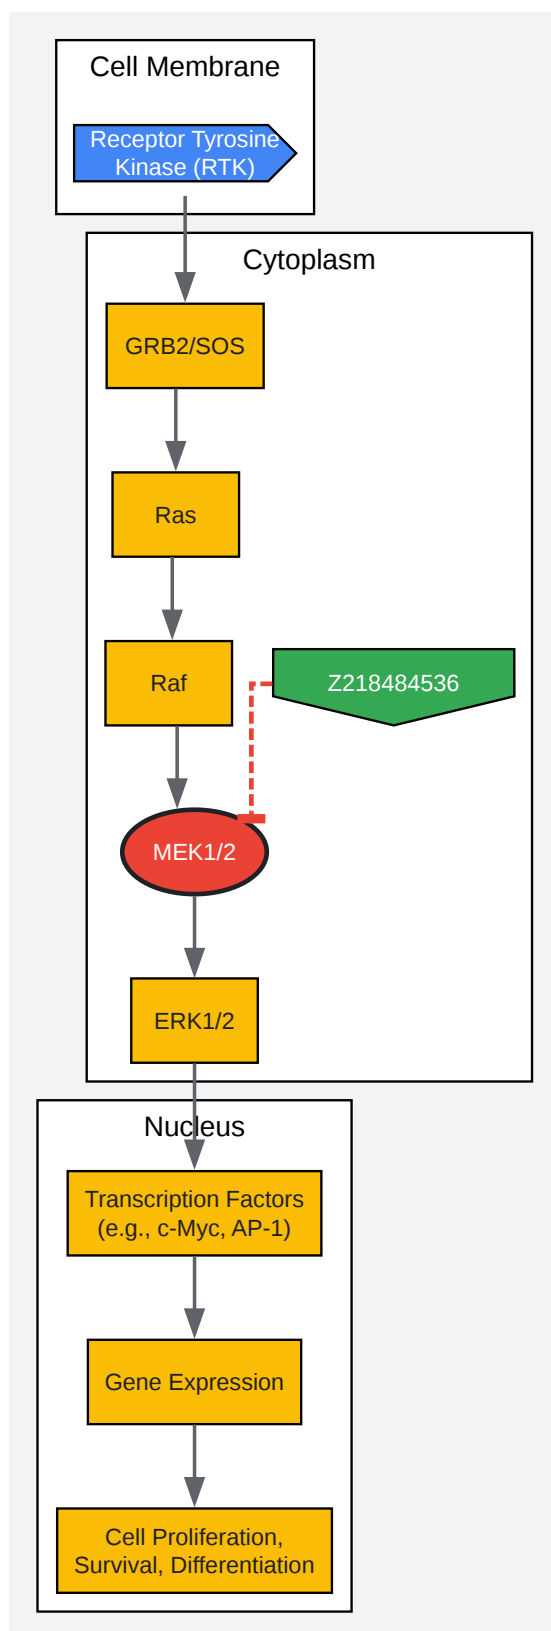 Cell Membrane
Receptor Tyrosine
Kinase (RTK)
Cytoplasm
GRB2/SOS
Ras
Raf
Z218484536
MEK1/2
ERK1/2
Nucleus
Transcription Factors
(e.g., c-Myc, AP-1)
Gene Expression
Cell Proliferation,
Survival, Differentiation